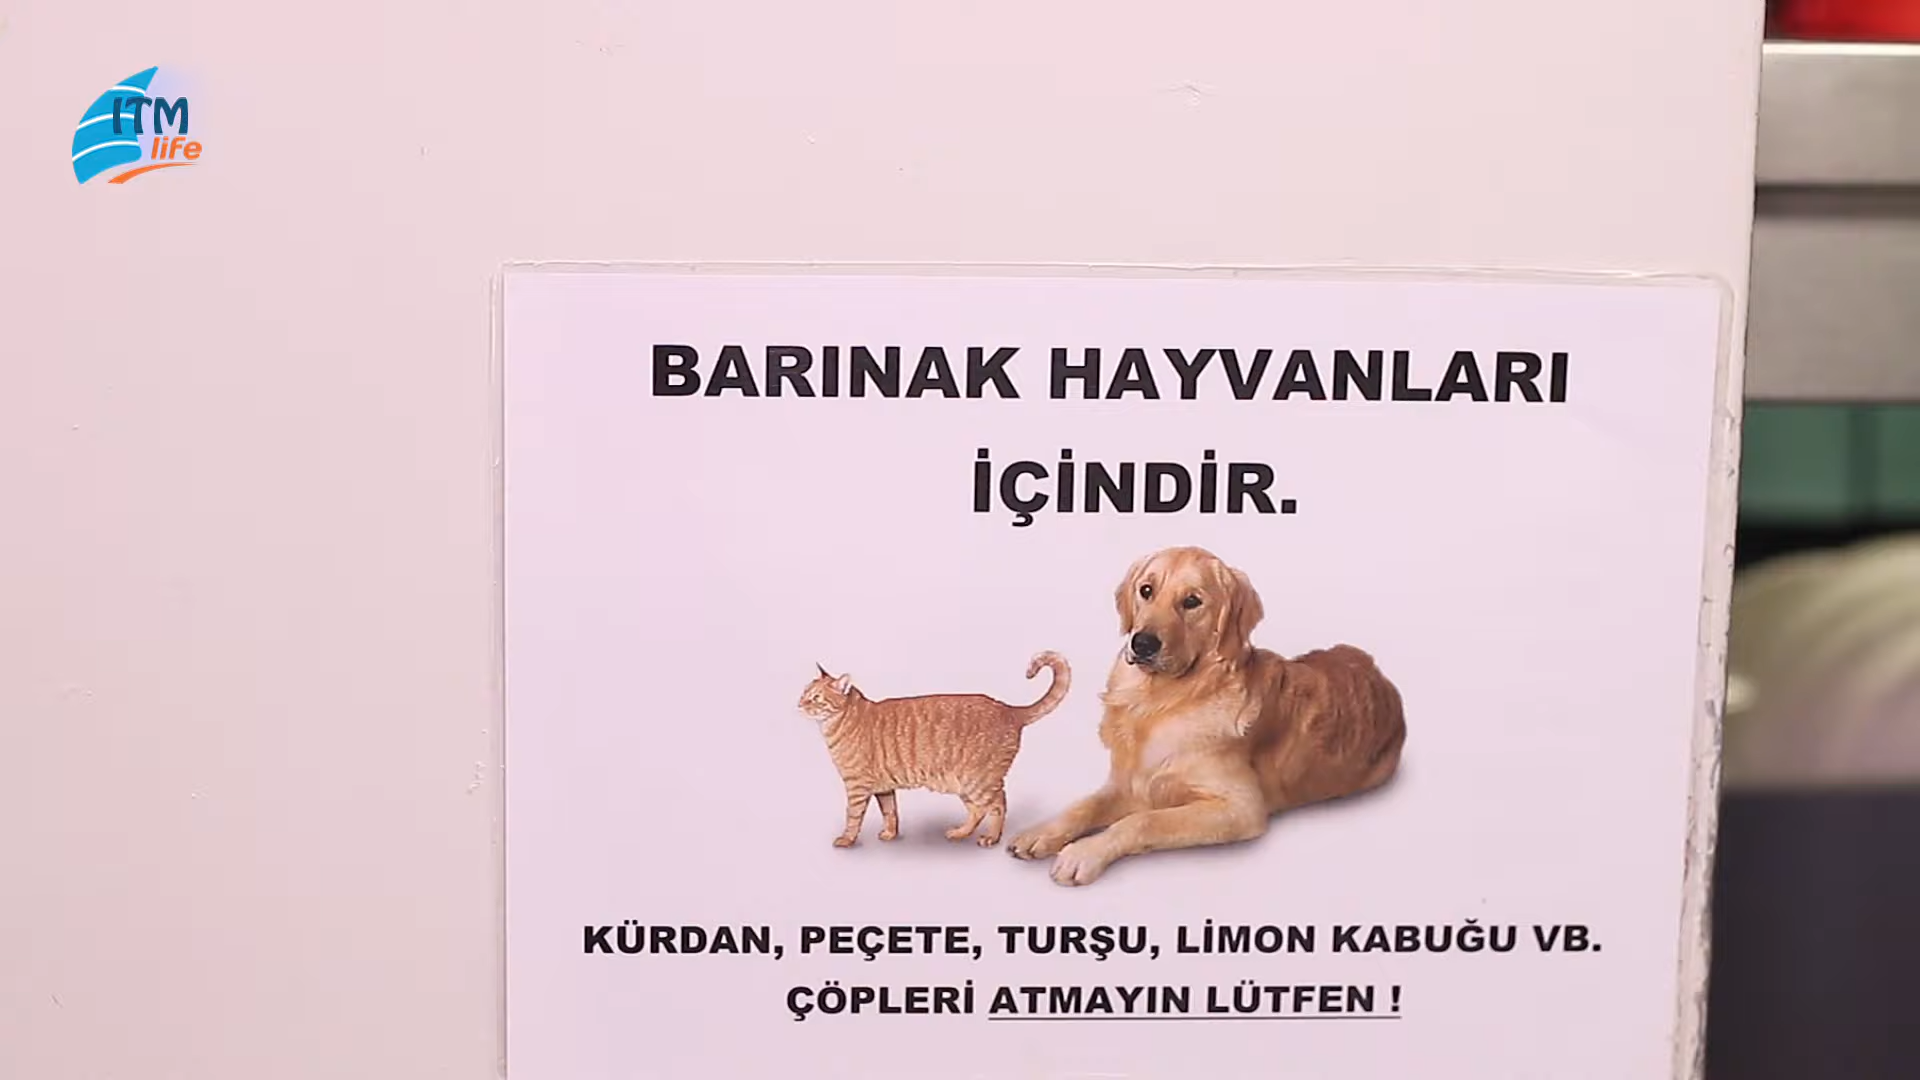 ITM
life
BARINAK HAYVANLARI
İÇİNDİR.
KÜRDAN, PEÇETE, TURŞU, LİMON KABUĞU VB.
ÇÖPLERİ ATMAYIN LÜTFEN !